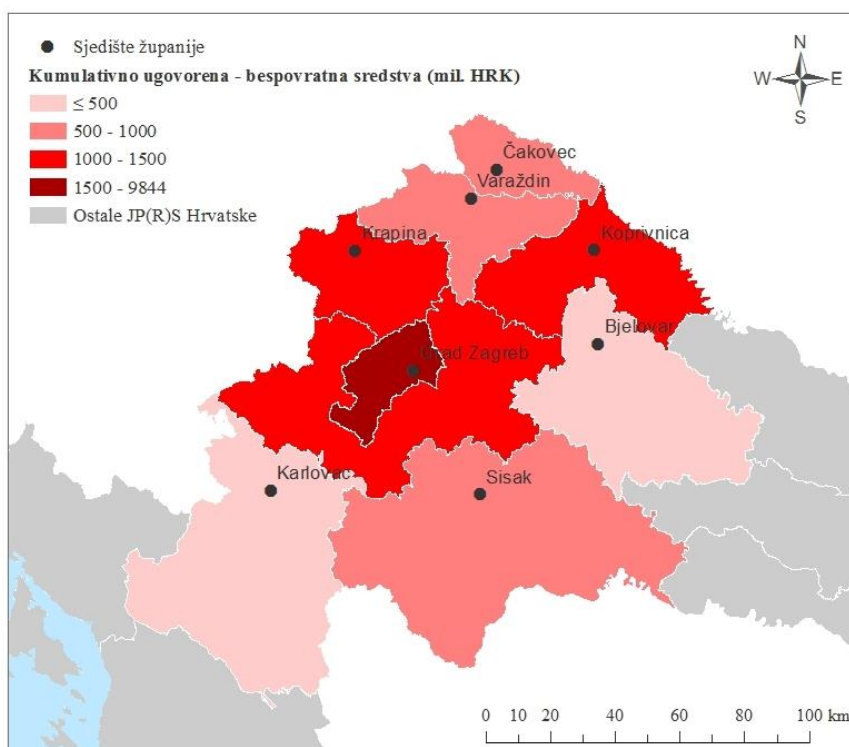 Sjedište županije
Kumulativno ugovorena - bespovratna sredstva (mil. HRK)
≤ 500
500 - 1000
1000 - 1500
1500 - 9844
Ostale JP(R)S Hrvatske
N
W E
S
Čakovec
Varaždin
Krapina
Koprivnica
Bjelovar
Grad Zagreb
Karlovac
Sisak
0 10 20 40 60 80 100 km